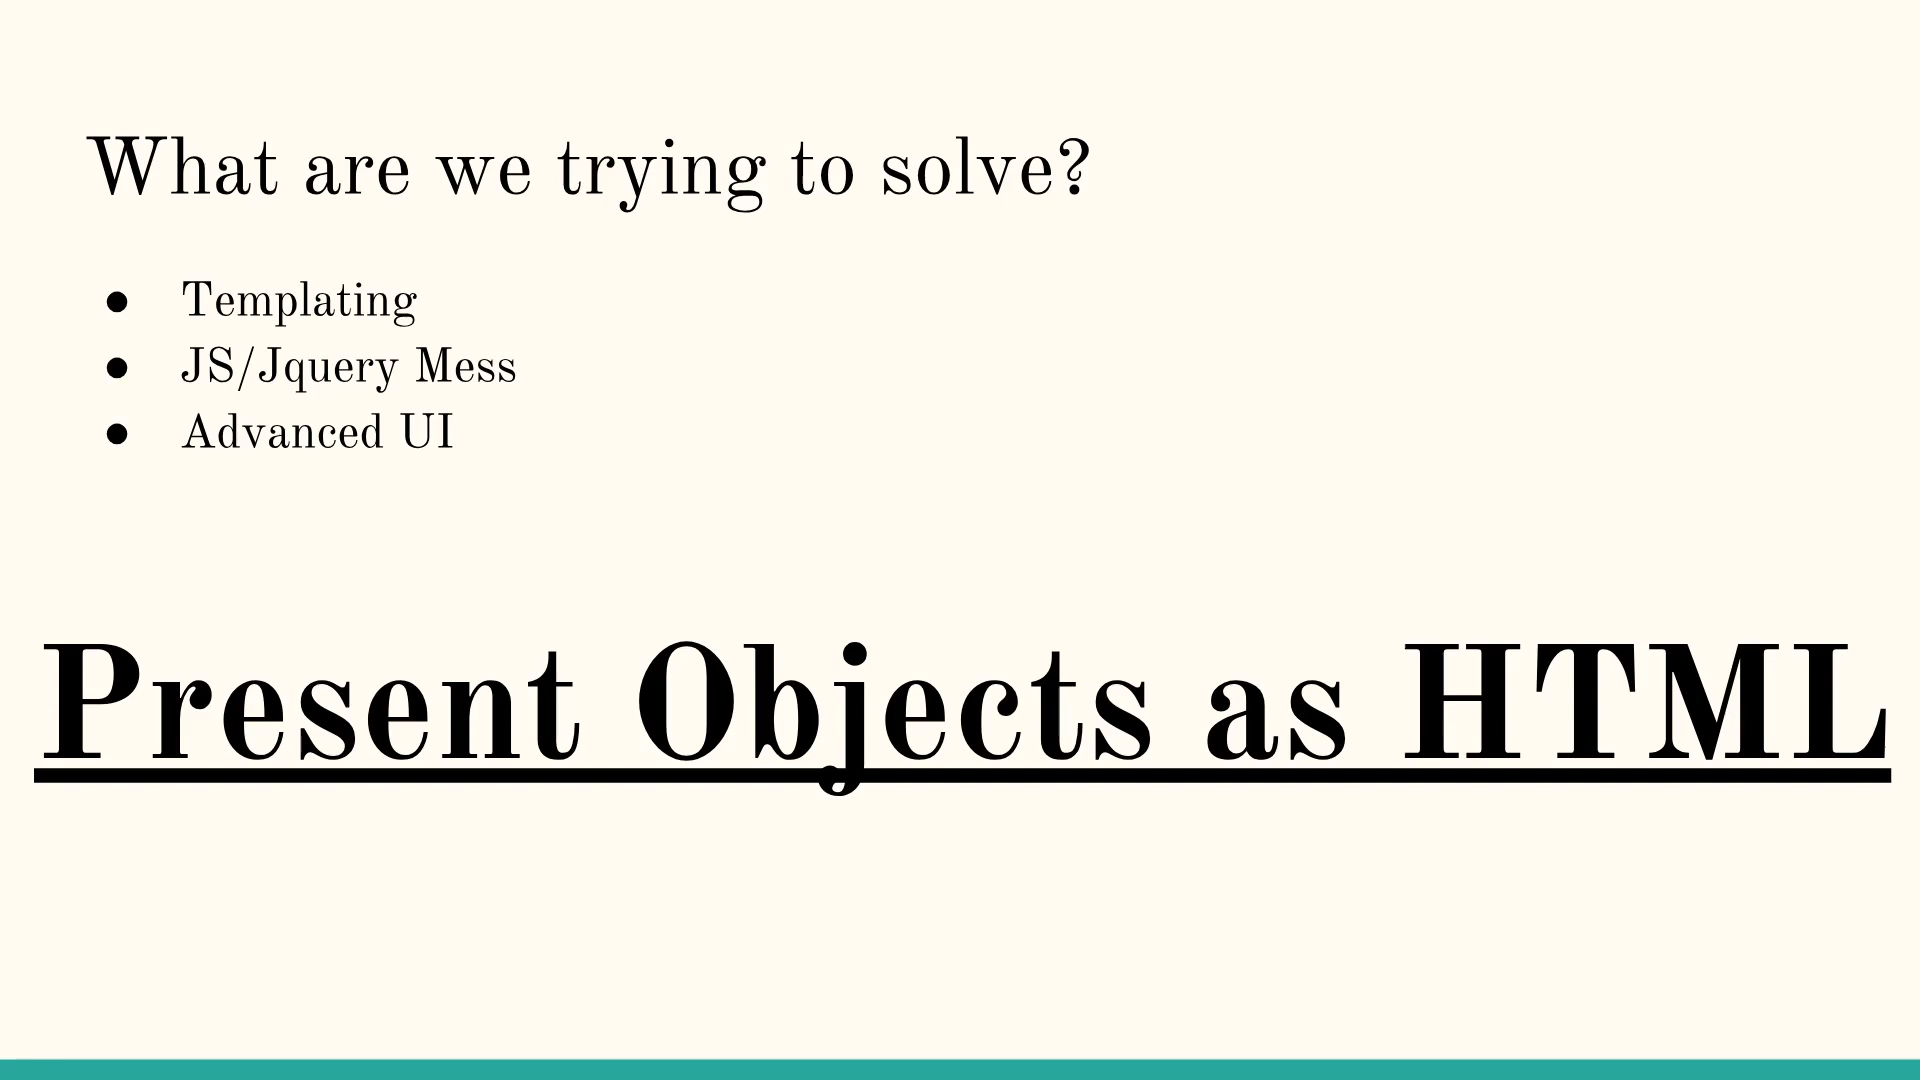 What are we trying to solve?
● Templating
● JS/Jquery Mess
● Advanced UI
Present Objects as HTML